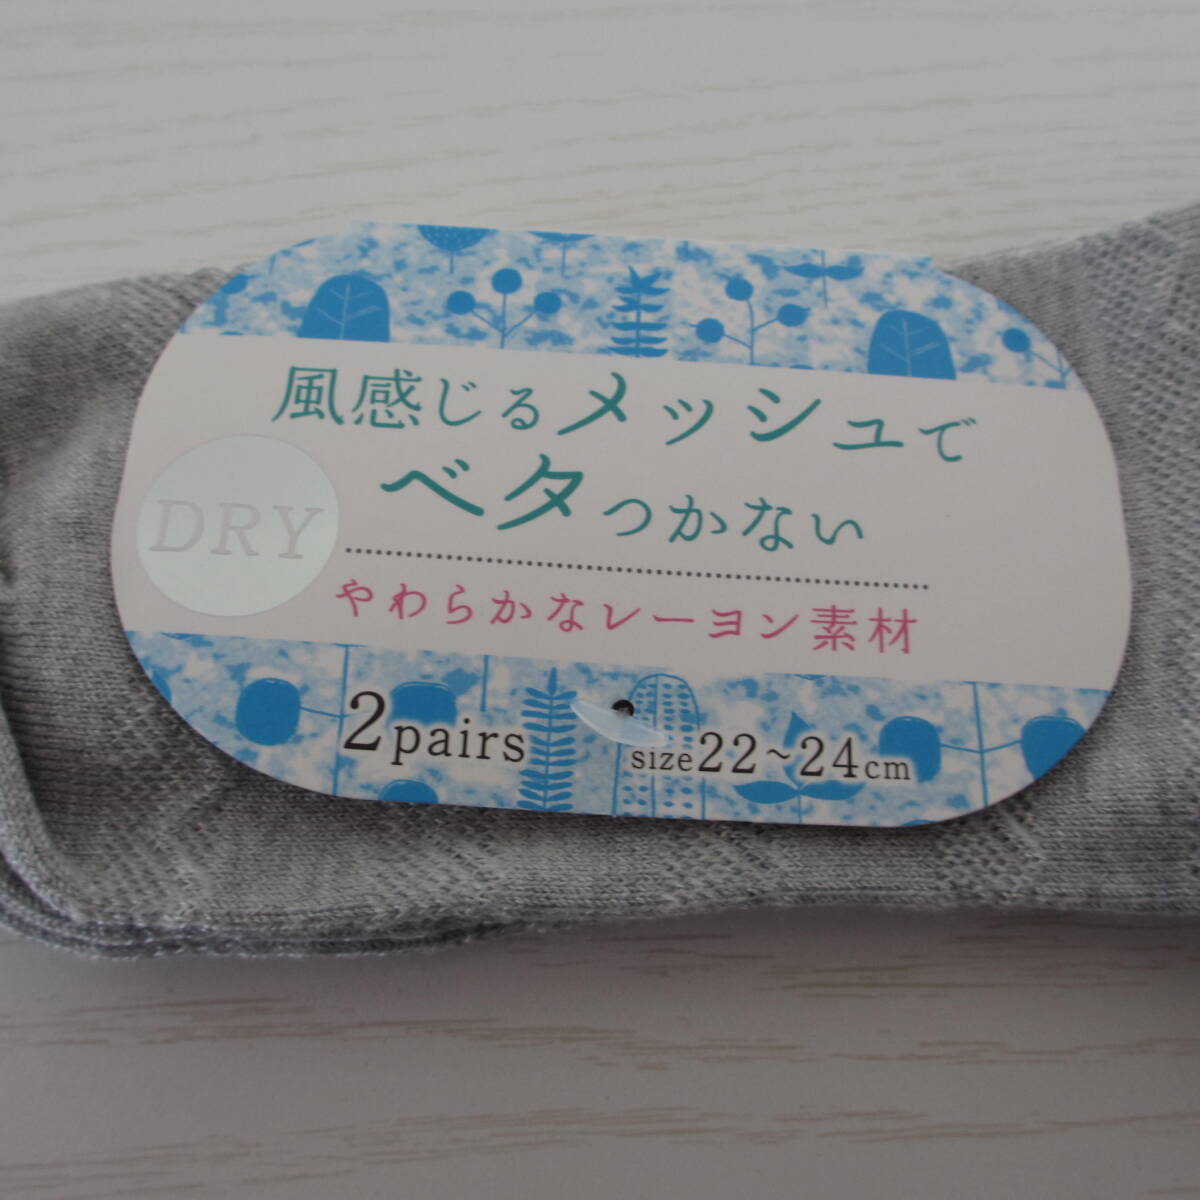 風感じるメッシュで
ベタつかない
DRY
やわらかなレーヨン素材
2pairs
size22~24cm